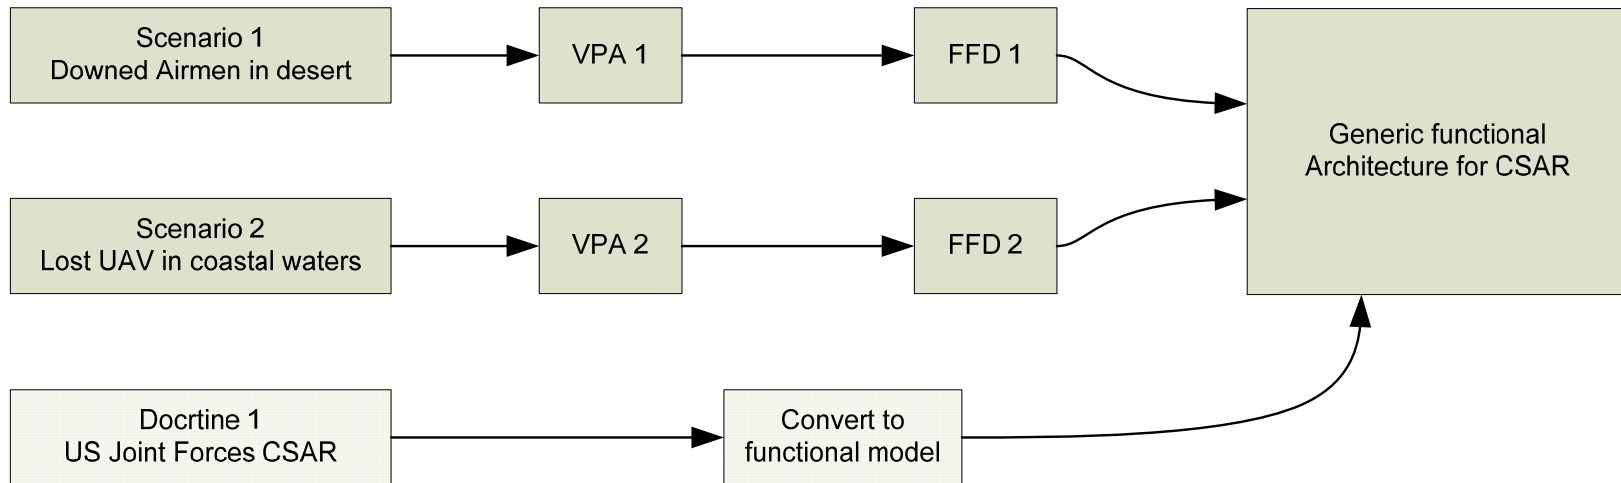 Scenario 1
Downed Airmen in desert
VPA 1
FFD 1
Generic functional
Architecture for CSAR
Scenario 2
Lost UAV in coastal waters
VPA 2
FFD 2
Docrtine 1
US Joint Forces CSAR
Convert to
functional model